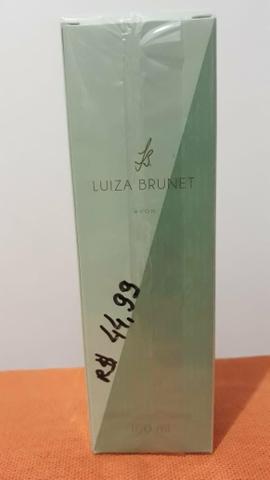 LB
LUIZA BRUNET
AVON
R$ 44,99
100 ml